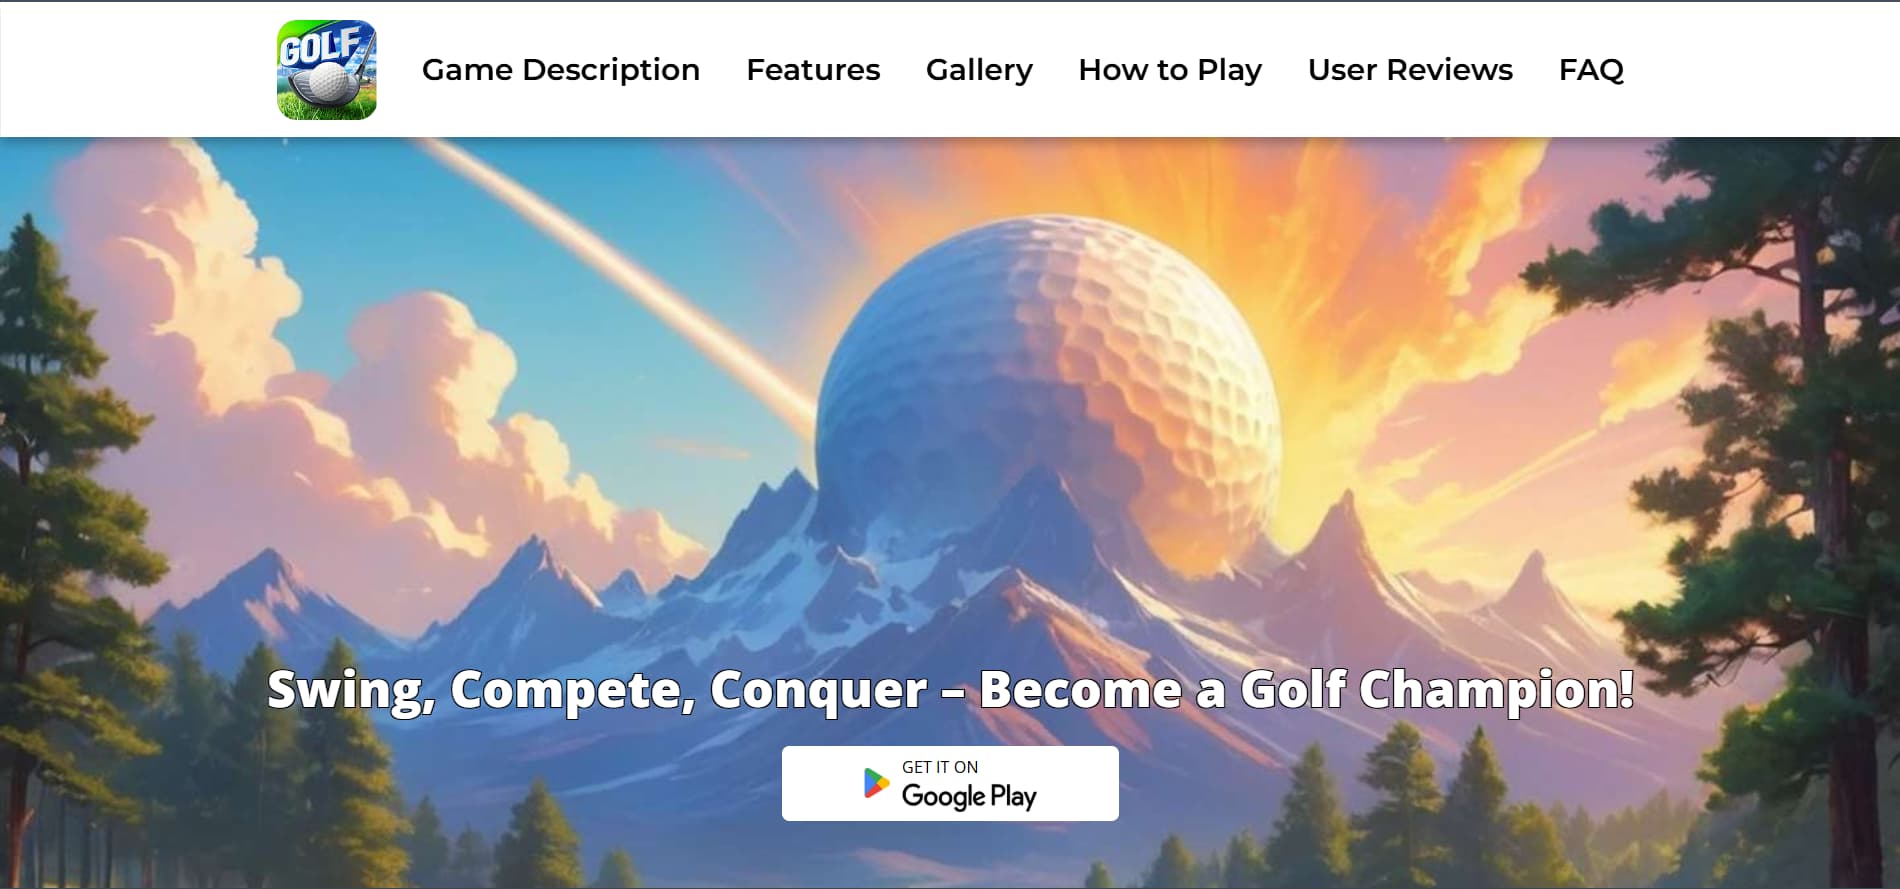 GOLF
Game Description
Features
Gallery
How to Play
User Reviews
FAQ
Swing, Compete, Conquer – Become a Golf Champion!
GET IT ON
Google Play